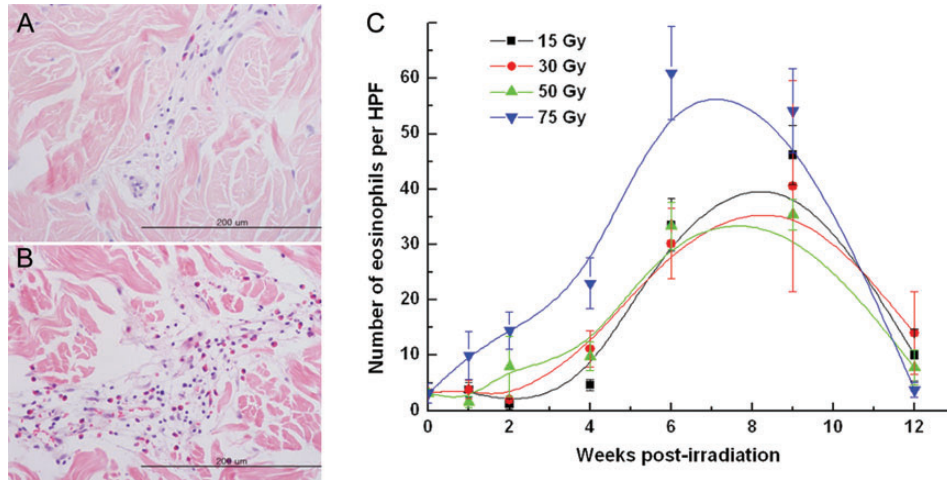 A
200 um
B
200 um
C
Number of eosinophils per HPF
60
50
40
30
20
10
0
15 Gy
30 Gy
50 Gy
75 Gy
0 2 4 6 8 10 12
Weeks post-irradiation